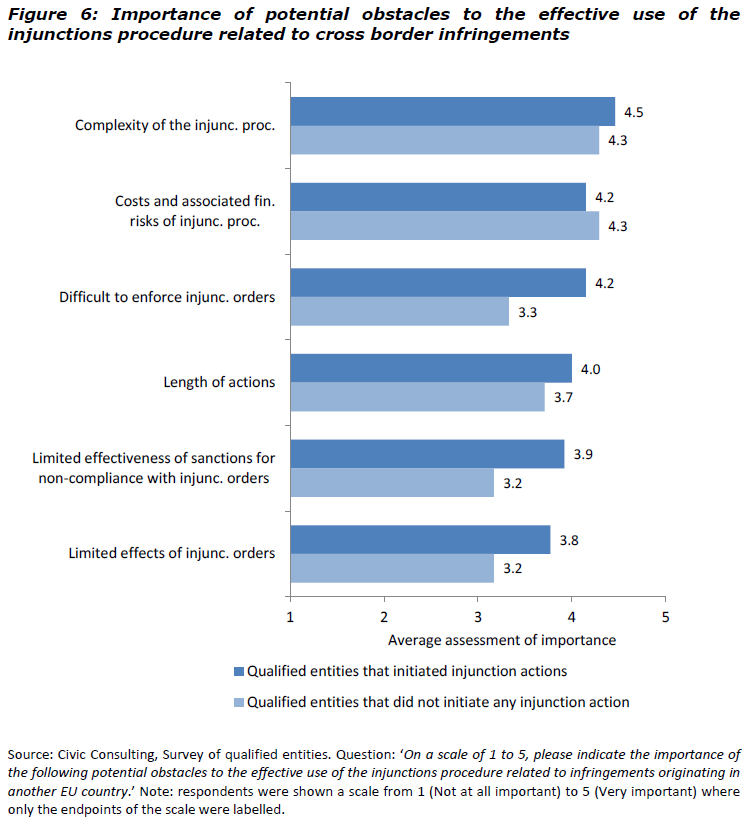 Figure 6: Importance of potential obstacles to the effective use of the
injunctions procedure related to cross border infringements
Complexity of the injunc. proc.
4.5
4.3
Costs and associated fin.
risks of injunc. proc.
4.2
4.3
Difficult to enforce injunc. orders
4.2
3.3
Length of actions
4.0
3.7
Limited effectiveness of sanctions for
non-compliance with injunc. orders
3.9
3.2
Limited effects of injunc. orders
3.8
3.2
1 2 3 4 5
Average assessment of importance
Qualified entities that initiated injunction actions
Qualified entities that did not initiate any injunction action
Source: Civic Consulting, Survey of qualified entities. Question: ‘On a scale of 1 to 5, please indicate the importance of
the following potential obstacles to the effective use of the injunctions procedure related to infringements originating in
another EU country.’ Note: respondents were shown a scale from 1 (Not at all important) to 5 (Very important) where
only the endpoints of the scale were labelled.